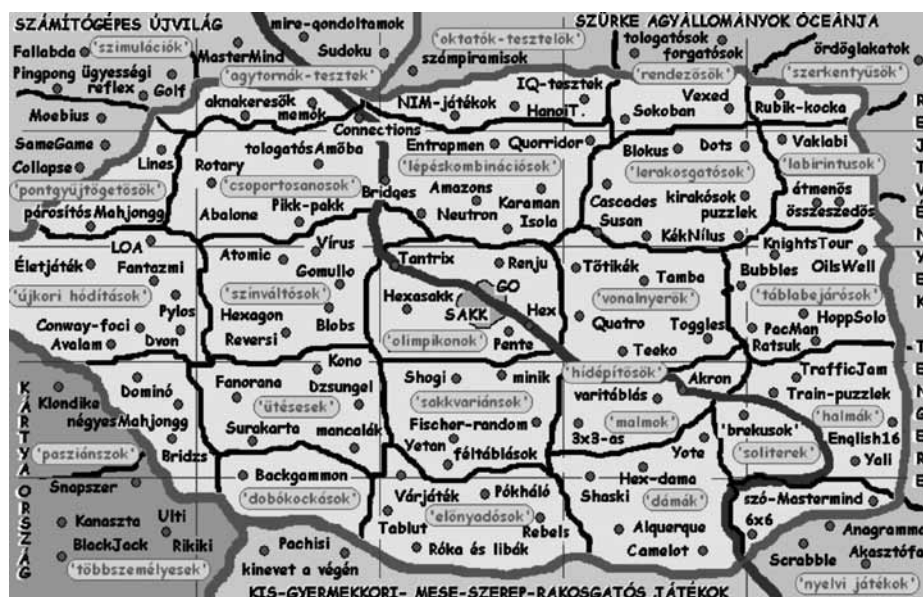 SZÁMÍTÓGÉPES ÚJVILÁG
mire-gondoltamok
SZÜRKE ÁGYÁLLOMÁNYOK ÓCEÁNJA
Fallabda
'szimulációk'
MasterMind
Sudoku
'oktatók-tesztelők'
tologatósok
forgatósok
ördöglakatok
Pingpong
ügyességi
reflex
Golf
'agytornák-tesztek'
számpiramisok
'rendezősök'
'szerkentyűsök'
Moebius
aknakeresők
memók
NIM-játékok
IQ-tesztek
HanoiT.
Sokoban
Vexed
Rubik-kocka
Connections
SameGame
Lines
Rotary
tologatósAmőba
Entrapmen
Quorridor
Blokus
Dots
Vaklabi
Collapse
'pontgyűjtögetősök'
'csoportosanosok'
'lépéskombinációsok'
'lerakosgatósok'
'labirintusok'
Bridges
Amazons
Karaman
átmenős
összeszedős
párosítósMahjongg
Abalone
Pikk-pakk
Neutron
Isola
Cascades
Susan
kirakósok
puzzlek
KékNílus
LOA
Életjáték
Fantazmi
Atomic
Vírus
Gomullo
Tantrix
Renju
Tőtikék
Tamba
KnightsTour
Bubbles
OilsWell
'újkori hódítások'
'színváltósok'
Hexasakk
GO
SAKK
'vonalnyerők'
'táblabejárósok'
Pylos
Conway-foci
Avalam
Dvon
Hexagon
Reversi
Blobs
Hex
'olimpikonok'
Pente
Quatro
Toggles
HoppSolo
PacMan
Ratsuk
Kono
Teeko
'hídépítősök'
KÁRTYAORSZÁG
Klondike
Dominó
Fanorana
Dzsungel
Shogi
minik
Akron
TrafficJam
Train-puzzlek
négyesMahjongg
'ütésesek'
'sakkvariánsok'
varitáblás
'malmok'
'brekusok'
'halmák'
'pasziánszok'
Bridzs
Surakarta
mancalák
Fischer-random
Yetan
féltáblások
3x3-as
Yote
'soliterek'
English16
Yali
Snapszer
Backgammon
'dobókockások'
Várjáték
Pókháló
Hex-dama
Shaski
'dámák'
szó-Mastermind
Kanaszta
Ulti
'előnyadósok'
Tablut
Rebels
Alquerque
6x6
Anagramma
BlackJack
Rikiki
Pachisi
Róka és libák
Camelot
Scrabble
Akasztófa
'többszemélyesek'
kinevet a végén
'nyelvi játékok'
KIS-GYERMEKKORI- MESE-SZEREP-RAKOSGATÓS JÁTÉKOK